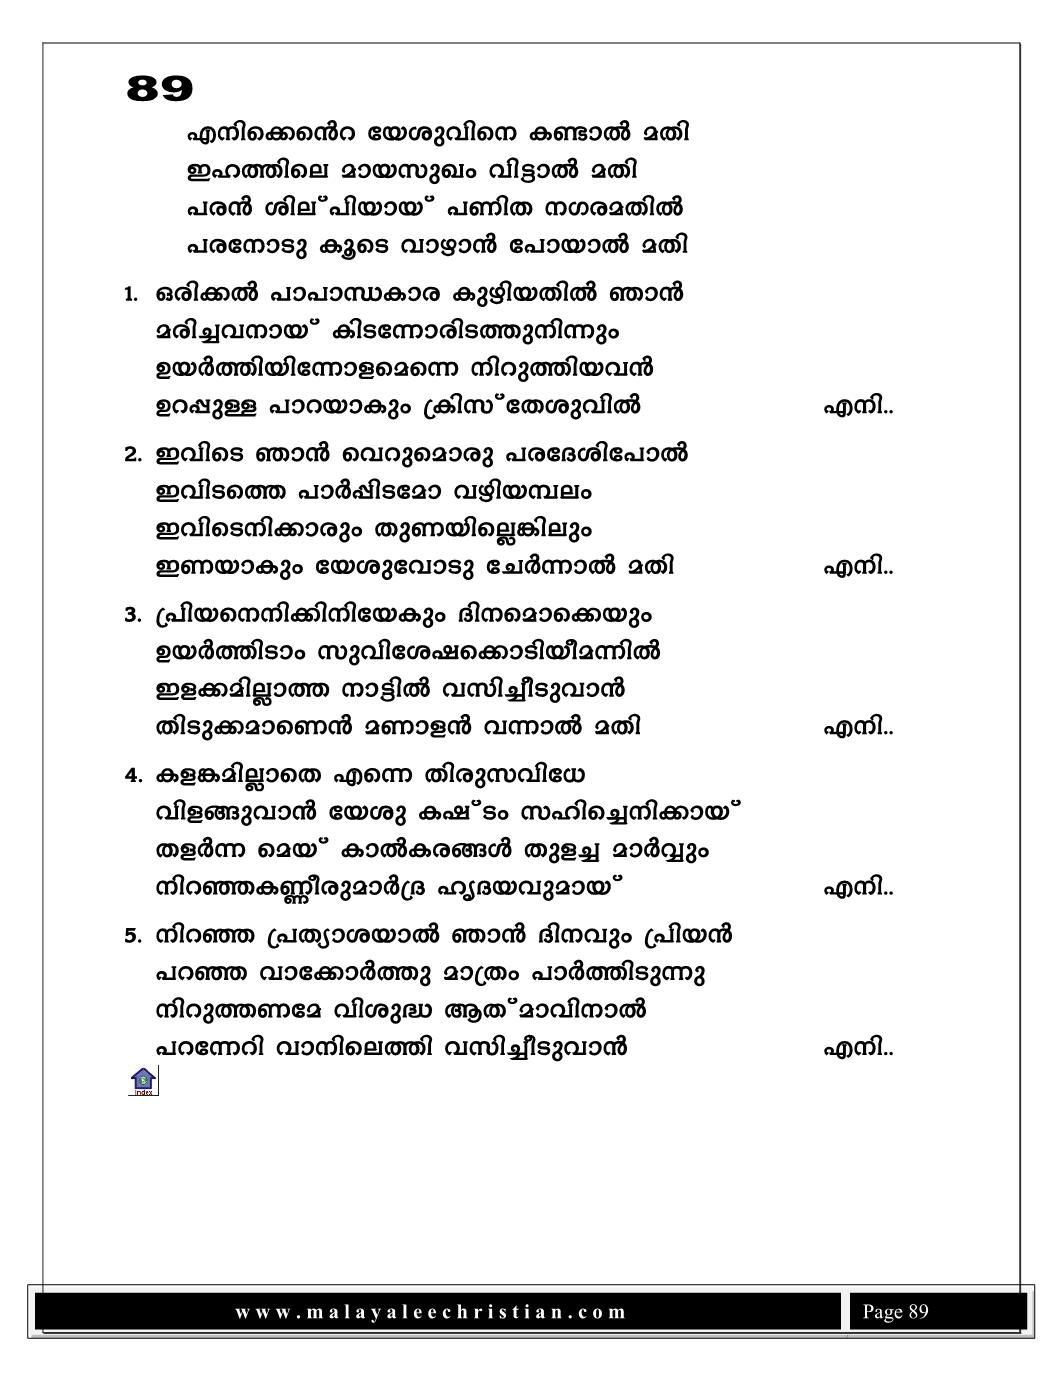 89
എനിക്കെൻെറ യേശുവിനെ കണ്ടാൽ മതി
ഇഹത്തിലെ മായസുഖം വിട്ടാൽ മതി
പരൻ ശില്പിയായ് പണിത നഗരമതിൽ
പരനോടു കൂടെ വാഴാൻ പോയാൽ മതി
1. ഒരിക്കൽ പാപാന്ധകാര കുഴിയതിൽ ഞാൻ
മരിച്ചവനായ് കിടന്നോരിടത്തുനിന്നും
ഉയർത്തിയിന്നോളമെന്നെ നിറുത്തിയവൻ
ഉറപ്പുള്ള പാറയാകും ക്രിസ്തേശുവിൽ എനി..
2. ഇവിടെ ഞാൻ വെറുമൊരു പരദേശിപോൽ
ഇവിടത്തെ പാർപ്പിടമോ വഴിയമ്പലം
ഇവിടെനിക്കാരും തുണയില്ലെങ്കിലും
ഇണയാകും യേശുവോടു ചേർന്നാൽ മതി എനി..
3. പ്രിയനെനിക്കിനിയേകും ദിനമൊക്കെയും
ഉയർത്തിടാം സുവിശേഷക്കൊടിയീമന്നിൽ
ഇളക്കമില്ലാത്ത നാട്ടിൽ വസിച്ചീടുവാൻ
തിടുക്കമാണെൻ മണാളൻ വന്നാൽ മതി എനി..
4. കളങ്കമില്ലാതെ എന്നെ തിരുസവിധേ
വിളങ്ങുവാൻ യേശു കഷ്ടം സഹിച്ചെനിക്കായ്
തളർന്ന മെയ് കാൽകരങ്ങൾ തുളച്ച മാർവ്വും
നിറഞ്ഞകണ്ണീരുമാർദ്ര ഹൃദയവുമായ് എനി..
5. നിറഞ്ഞ പ്രത്യാശയാൽ ഞാൻ ദിനവും പ്രിയൻ
പറഞ്ഞ വാക്കോർത്തു മാത്രം പാർത്തിടുന്നു
നിറുത്തണമേ വിശുദ്ധ ആത്മാവിനാൽ
പറന്നേറി വാനിലെത്തി വസിച്ചീടുവാൻ എനി..
Index
www.malayaleechristian.com Page 89